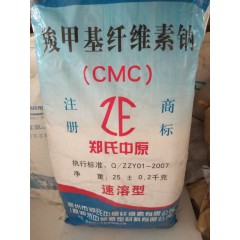 羧甲基纤维素钠
(CMC)
注册
商标
郑氏中原
执行标准：Q/ZZY01-2007
净 重：25 ± 0.2千克
速溶型